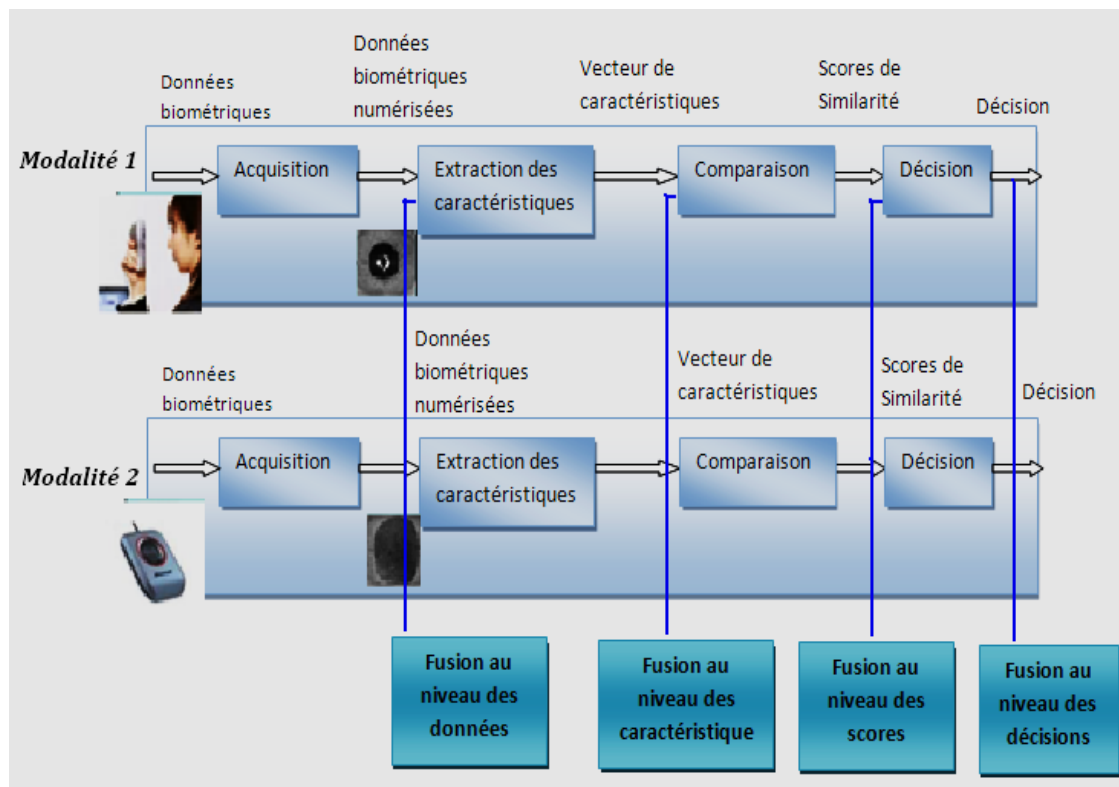 Données
biométriques
Données
biométriques
numérisées
Vecteur de
caractéristiques
Scores de
Similarité
Décision
Modalité 1
Acquisition
Extraction des
caractéristiques
Comparaison
Décision
Données
biométriques
Données
biométriques
numérisées
Vecteur de
caractéristiques
Scores de
Similarité
Décision
Modalité 2
Acquisition
Extraction des
caractéristiques
Comparaison
Décision
Fusion au
niveau des
données
Fusion au
niveau des
caractéristique
Fusion au
niveau des
scores
Fusion au
niveau des
décisions